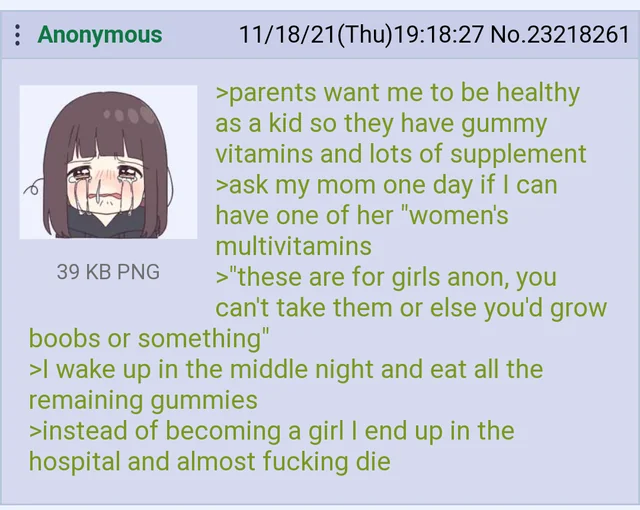 Anonymous 11/18/21(Thu)19:18:27 No.23218261
>parents want me to be healthy
as a kid so they have gummy
vitamins and lots of supplement
>ask my mom one day if I can
have one of her "women's
multivitamins
39 KB PNG
>"these are for girls anon, you
can't take them or else you'd grow
boobs or something"
>I wake up in the middle night and eat all the
remaining gummies
>instead of becoming a girl I end up in the
hospital and almost fucking die